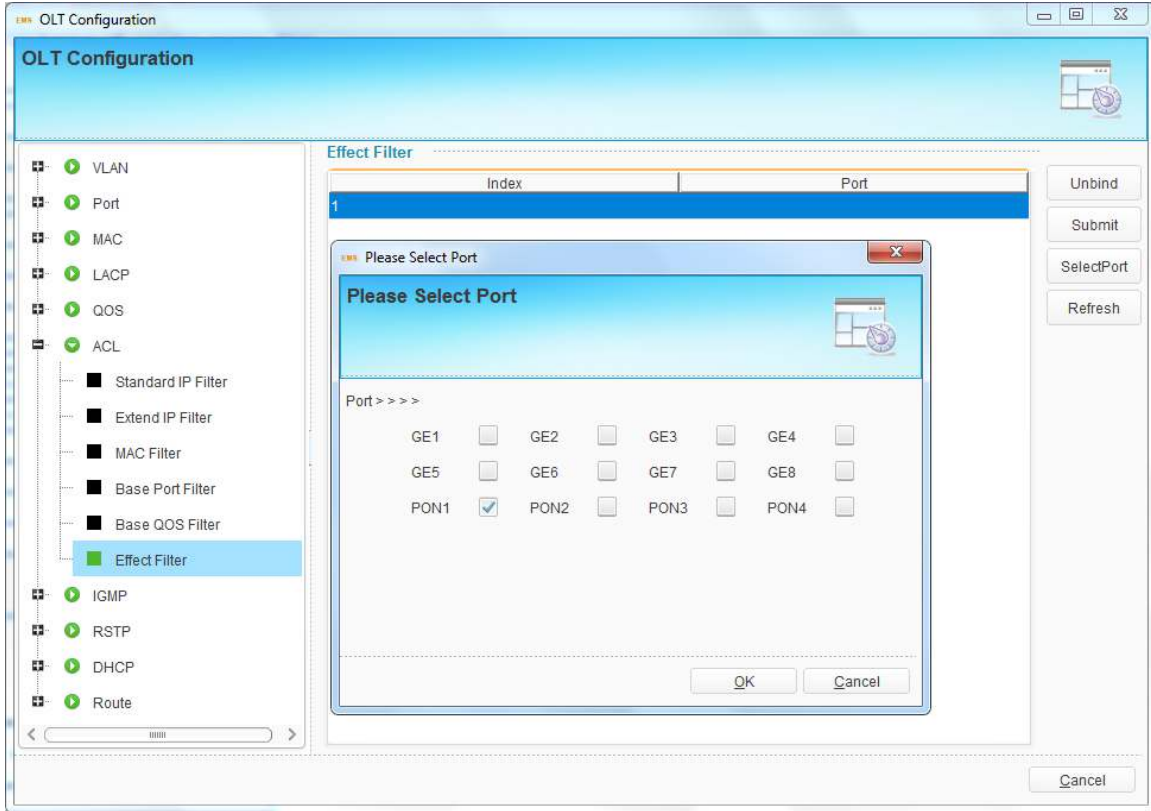 EMS OLT Configuration
OLT Configuration
VLAN
Port
MAC
LACP
QOS
ACL
Standard IP Filter
Extend IP Filter
MAC Filter
Base Port Filter
Base QOS Filter
Effect Filter
IGMP
RSTP
DHCP
Route
Effect Filter
Index Port
1
Unbind
Submit
SelectPort
Refresh
EMS Please Select Port
Please Select Port
Port > > > >
GE1 GE2 GE3 GE4
GE5 GE6 GE7 GE8
PON1 PON2 PON3 PON4
OK Cancel
Cancel